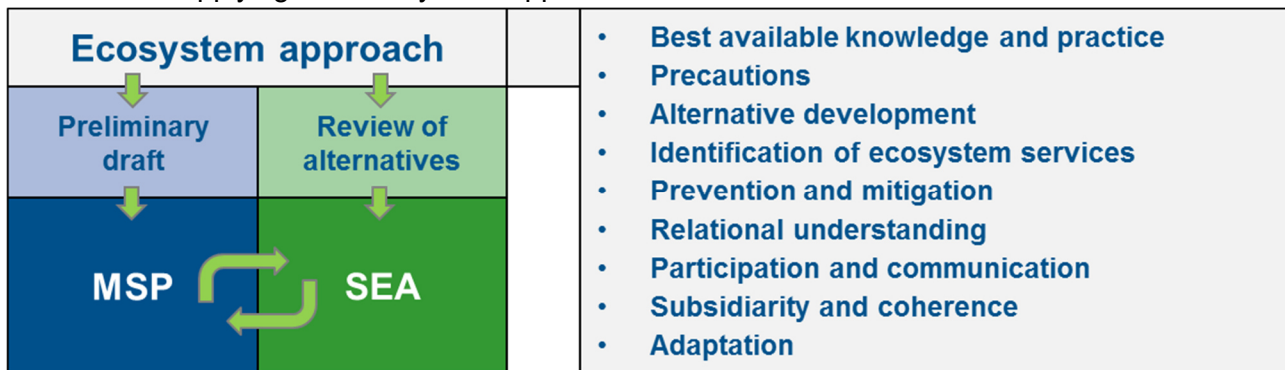 Ecosystem approach
Preliminary
draft
Review of
alternatives
MSP
SEA
• Best available knowledge and practice
• Precautions
• Alternative development
• Identification of ecosystem services
• Prevention and mitigation
• Relational understanding
• Participation and communication
• Subsidiarity and coherence
• Adaptation